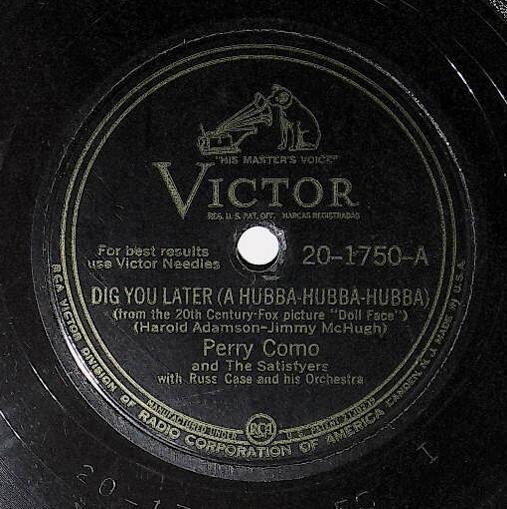 "HIS MASTER'S VOICE"
VICTOR
REG. U.S. PAT. OFF. MARCAS REGISTRADAS
For best results
use Victor Needles
20-1750-A
DIG YOU LATER (A HUBBA-HUBBA-HUBBA)
(from the 20th Century-Fox picture "Doll Face")
(Harold Adamson-Jimmy McHugh)
Perry Como
and The Satisfyers
with Russ Case and his Orchestra
MANUFACTURED UNDER RCA U.S. PATENT
RCA VICTOR DIVISION OF RADIO CORPORATION OF AMERICA CAMDEN, N.J. MADE IN U.S.A.